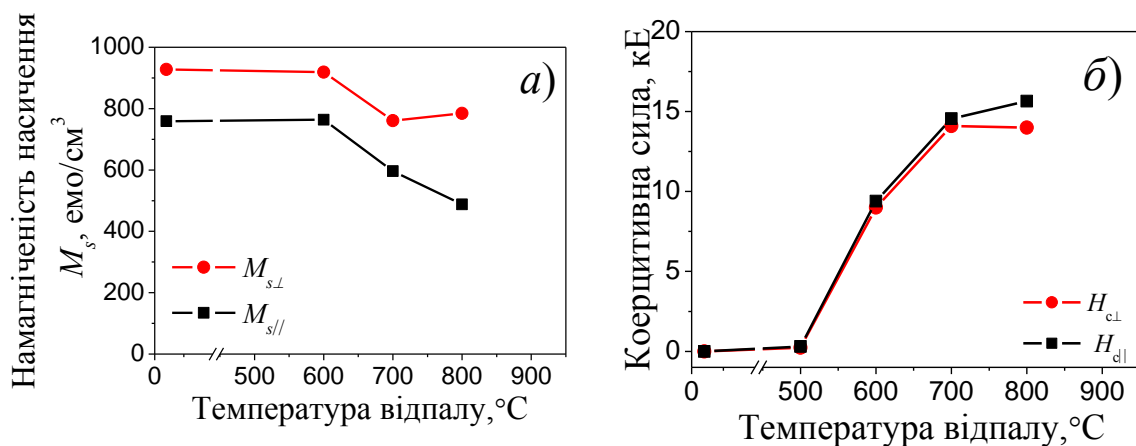 Намагніченість насичення
M_s, емо/см³
1000
800
600
400
200
0
а)
M_s⊥
M_s//
0 500 600 700 800 900
Температура відпалу,°C
Коерцитивна сила, кЕ
20
15
10
5
0
б)
H_c⊥
H_c||
0 500 600 700 800 900
Температура відпалу,°C